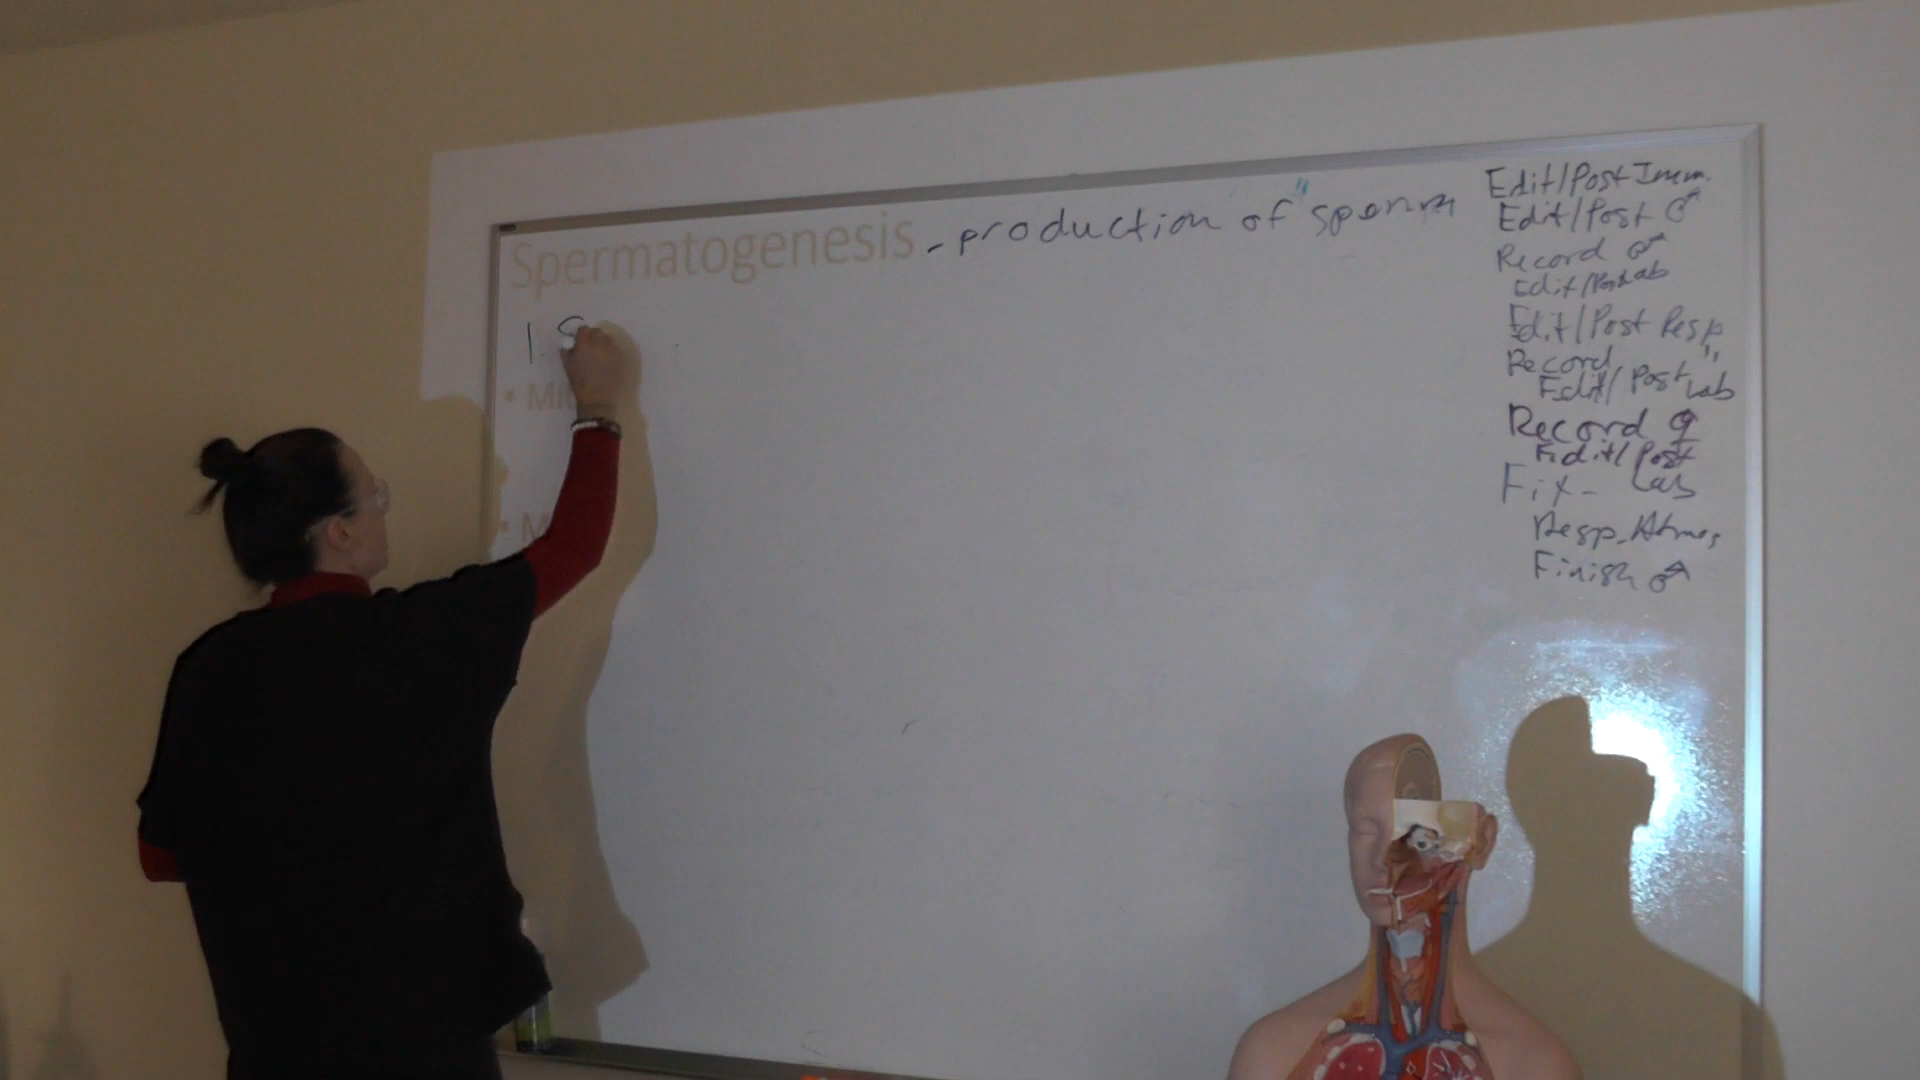 Spermatogenesis - production of "sperm
1. S
• Mit
• M
Edit/Post Imm.
Edit/Post ♂
Record ♂
Edit/Post Lab
Edit/Post Resp
Record "
Edit/Post Lab
Record ♀
Edit/Post
Fix - Lab
Resp. Atmos
Finish ♂